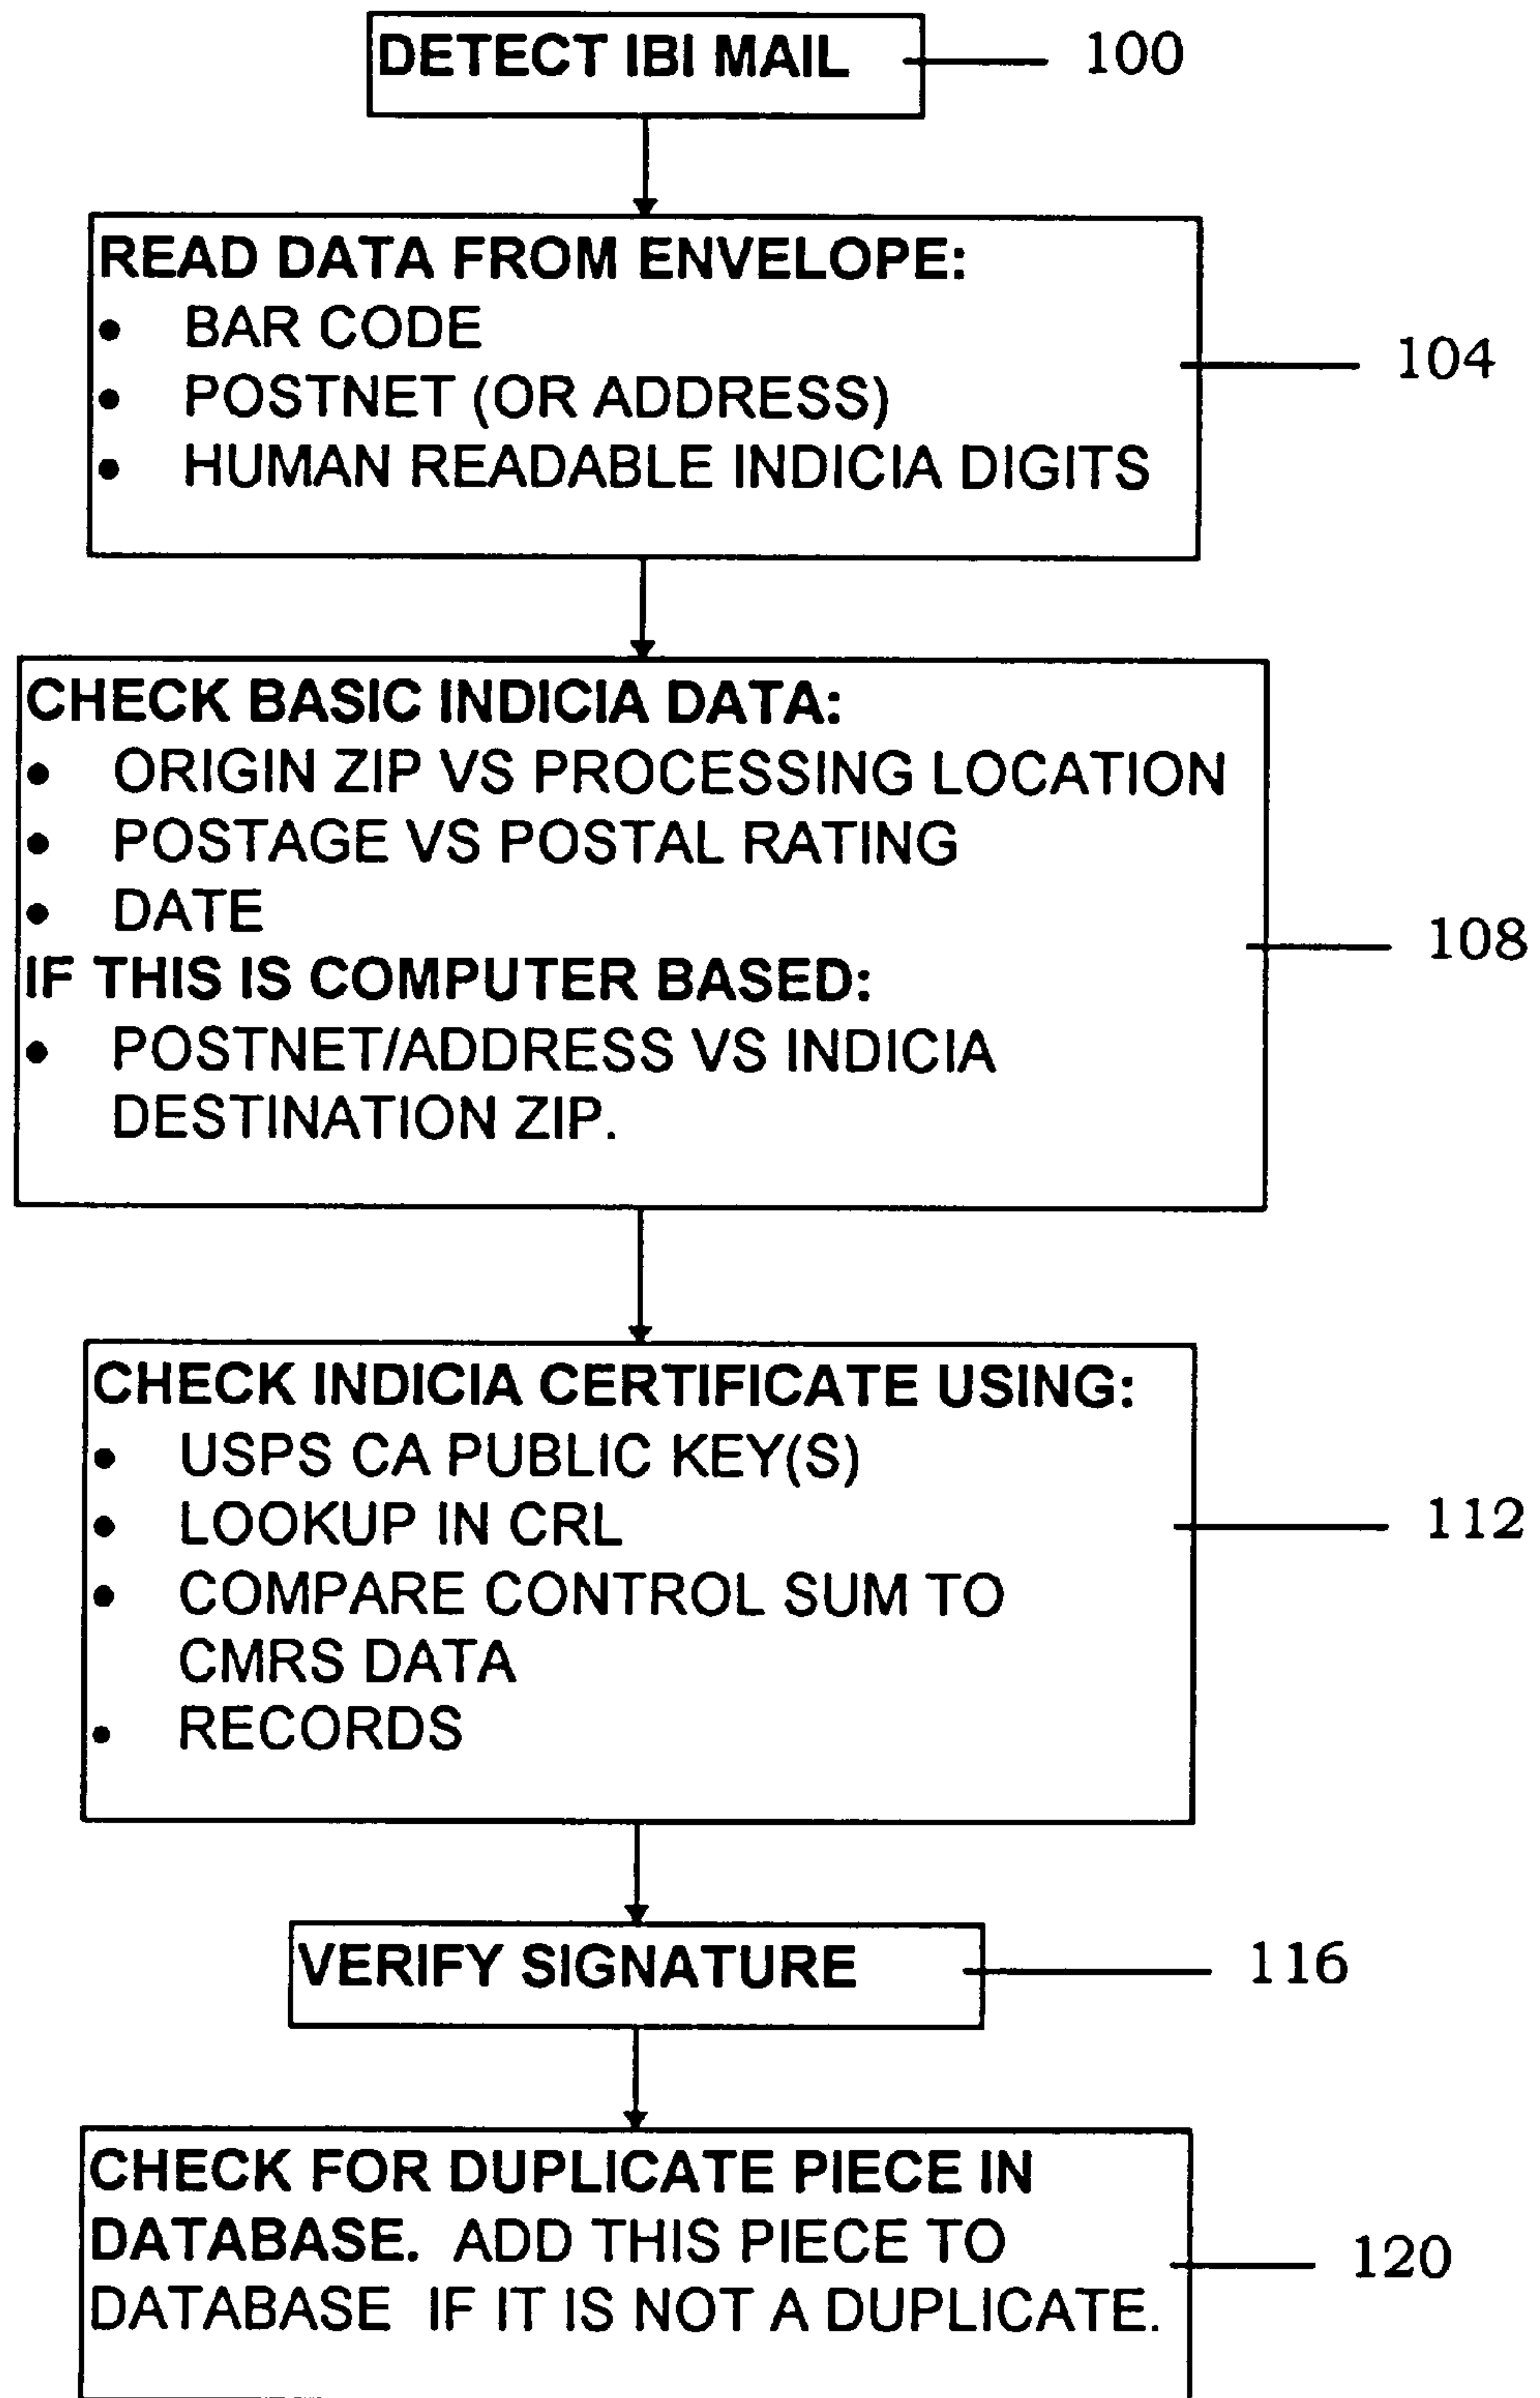 DETECT IBI MAIL
100
READ DATA FROM ENVELOPE:
• BAR CODE
• POSTNET (OR ADDRESS)
• HUMAN READABLE INDICIA DIGITS
104
CHECK BASIC INDICIA DATA:
• ORIGIN ZIP VS PROCESSING LOCATION
• POSTAGE VS POSTAL RATING
• DATE
IF THIS IS COMPUTER BASED:
• POSTNET/ADDRESS VS INDICIA
DESTINATION ZIP.
108
CHECK INDICIA CERTIFICATE USING:
• USPS CA PUBLIC KEY(S)
• LOOKUP IN CRL
• COMPARE CONTROL SUM TO
CMRS DATA
• RECORDS
112
VERIFY SIGNATURE
116
CHECK FOR DUPLICATE PIECE IN
DATABASE. ADD THIS PIECE TO
DATABASE IF IT IS NOT A DUPLICATE.
120